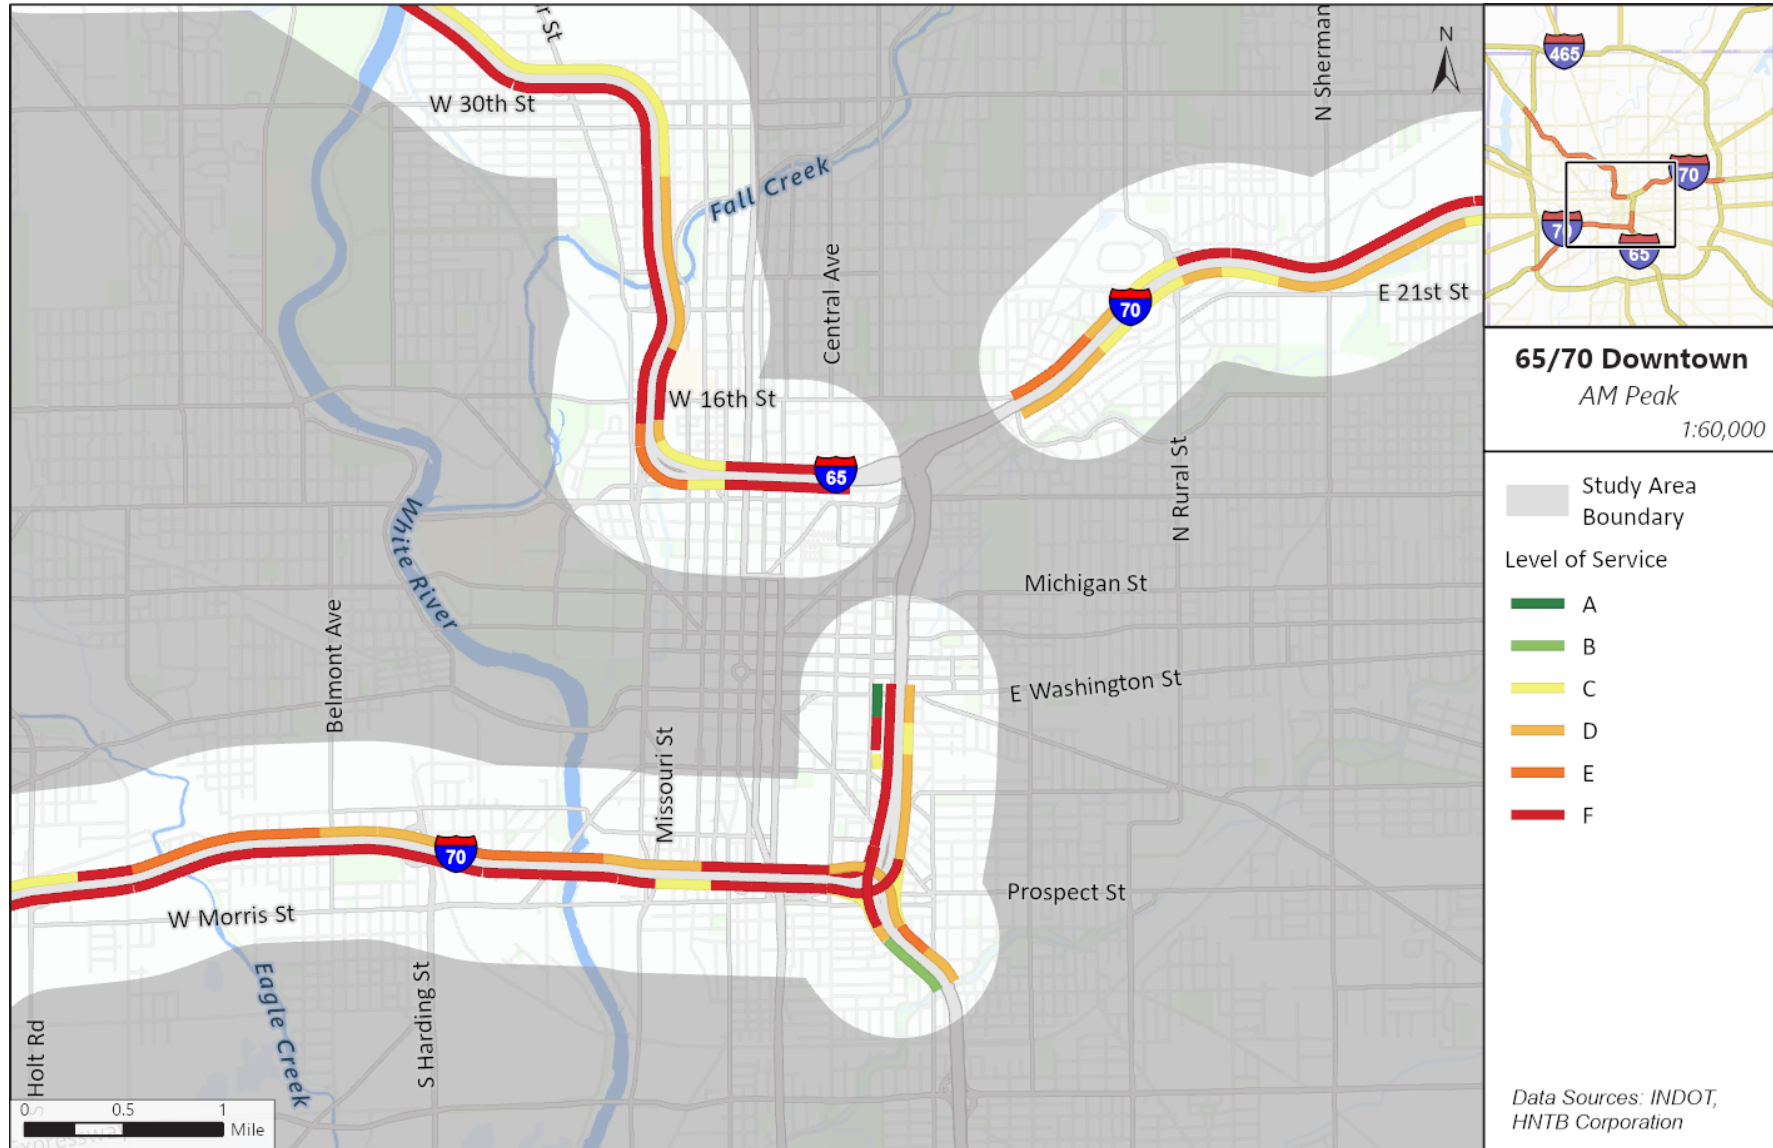 W 30th St
Fall Creek
Central Ave
N Sherman
N
70
E 21st St
W 16th St
65
N Rural St
White River
Michigan St
Belmont Ave
E Washington St
Missouri St
70
Prospect St
W Morris St
Eagle Creek
S Harding St
S Holt Rd
0 0.5 1
Mile
465
70
65
65/70 Downtown
AM Peak
1:60,000
Study Area
Boundary
Level of Service
A
B
C
D
E
F
Data Sources: INDOT,
HNTB Corporation